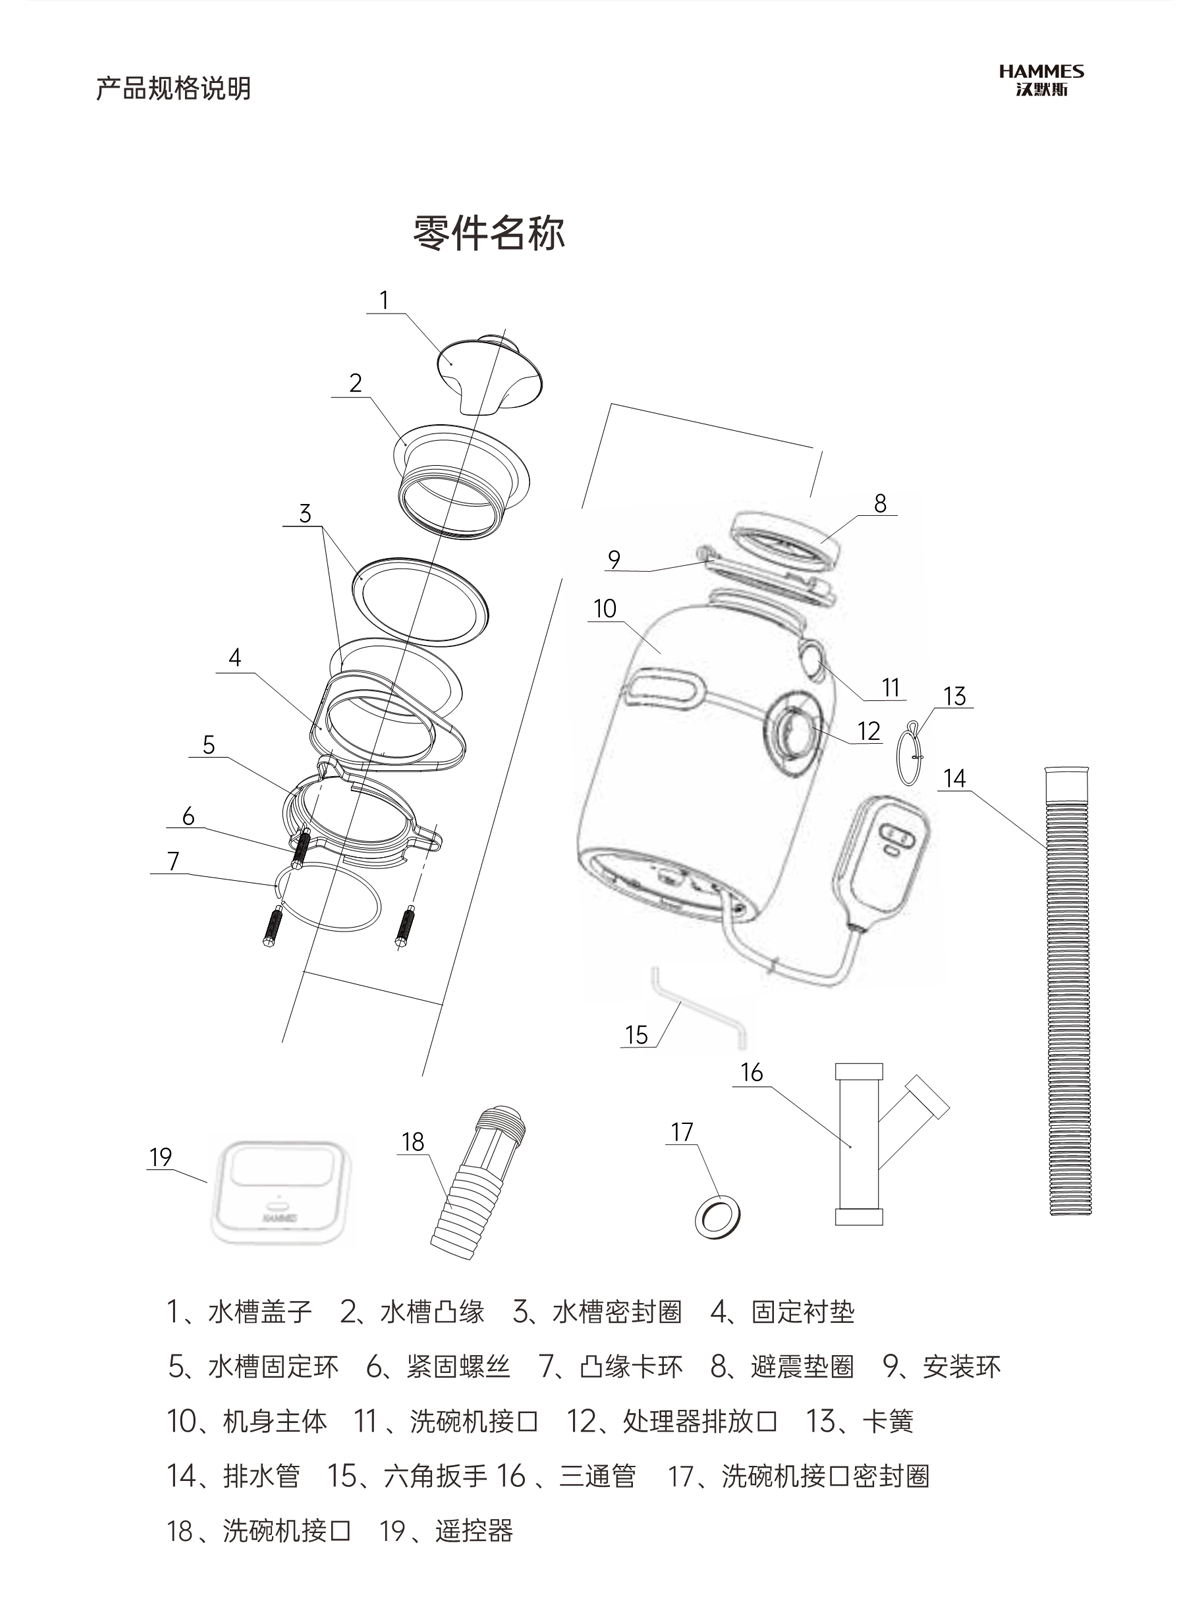 产品规格说明
HAMMES
汉默斯
零件名称
1
2
3
4
5
6
7
8
9
10
11
12
13
14
15
16
17
18
19
HAMMES
1、水槽盖子 2、水槽凸缘 3、水槽密封圈 4、固定衬垫
5、水槽固定环 6、紧固螺丝 7、凸缘卡环 8、避震垫圈 9、安装环
10、机身主体 11、洗碗机接口 12、处理器排放口 13、卡簧
14、排水管 15、六角扳手 16、三通管 17、洗碗机接口密封圈
18、洗碗机接口 19、遥控器